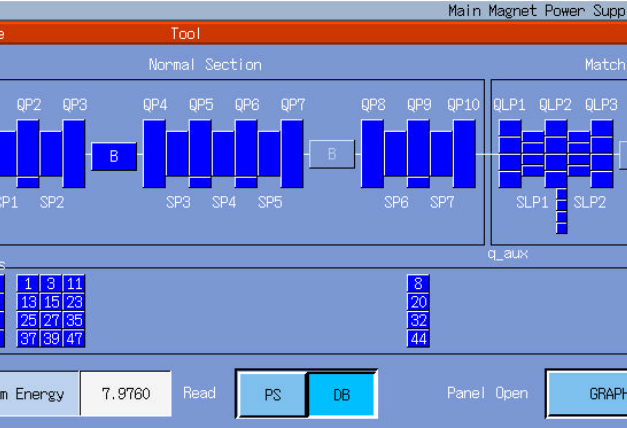 Main Magnet Power Supp
e Tool
Normal Section Match
QP2 QP3 QP4 QP5 QP6 QP7 QP8 QP9 QP10 QLP1 QLP2 QLP3
B B
SP1 SP2 SP3 SP4 SP5 SP6 SP7 SLP1 SLP2
q_aux
s
1 3 11 8
13 15 23 20
25 27 35 32
37 39 47 44
m Energy 7.9760 Read PS DB Panel Open GRAPH